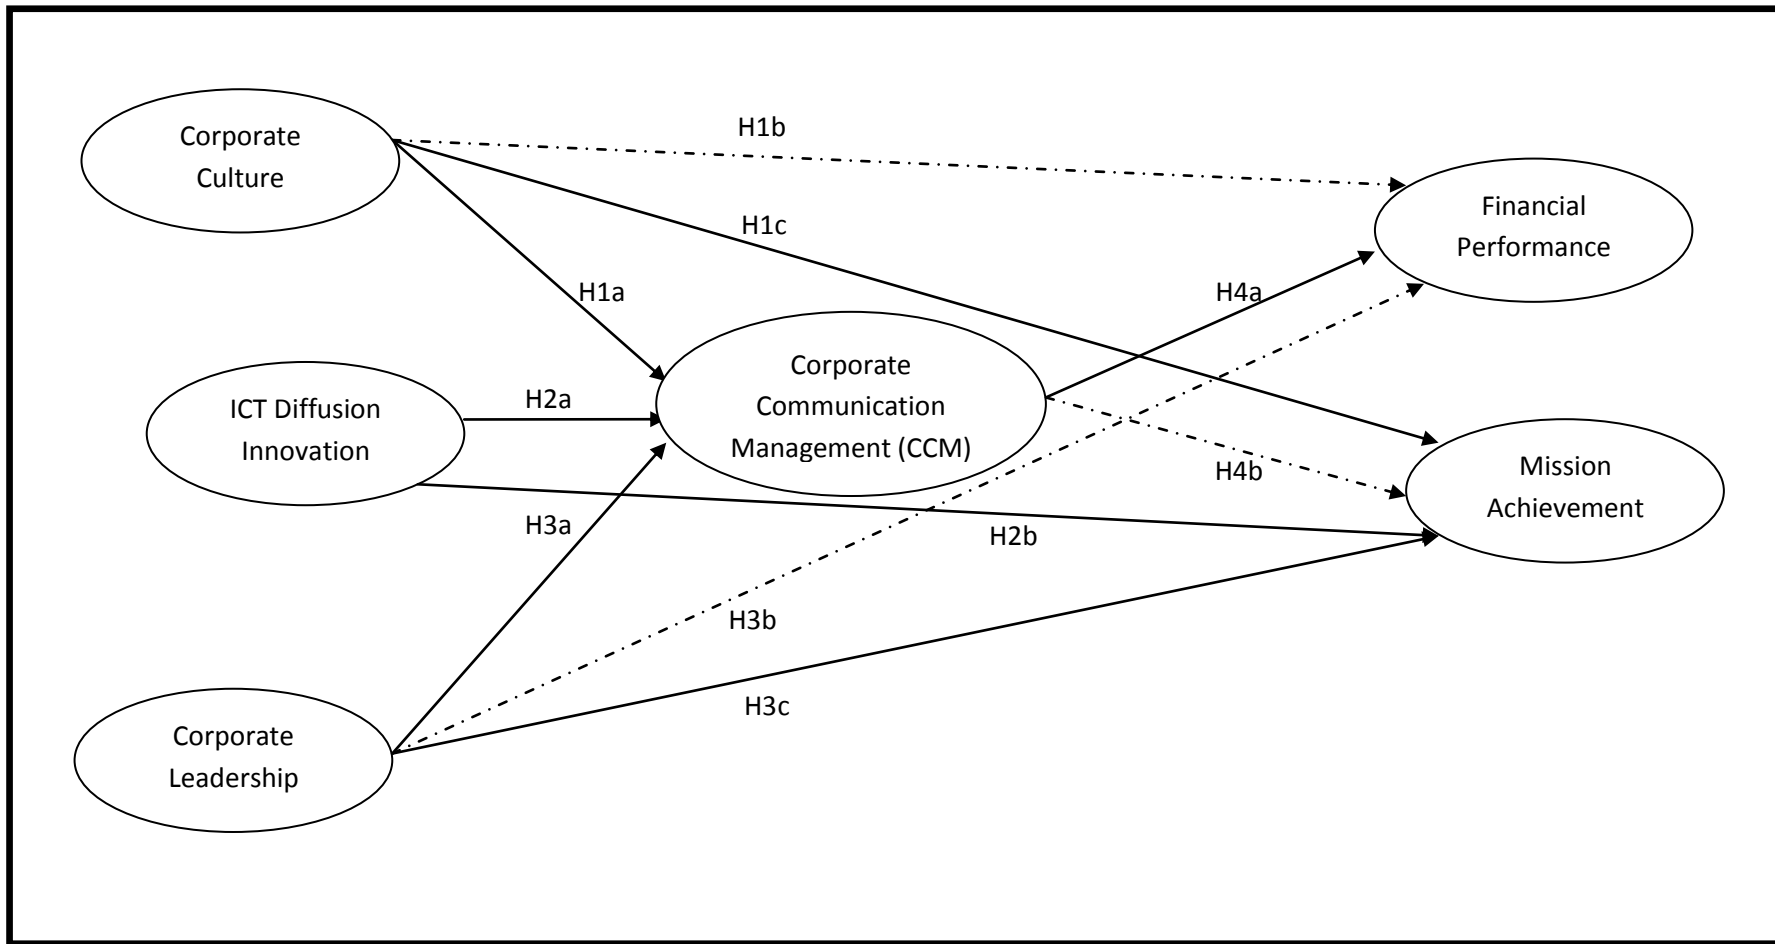 Corporate
Culture
H1b
Financial
Performance
H1c
H1a
H4a
Corporate
Communication
Management (CCM)
ICT Diffusion
Innovation
H2a
H4b
Mission
Achievement
H3a
H2b
H3b
H3c
Corporate
Leadership